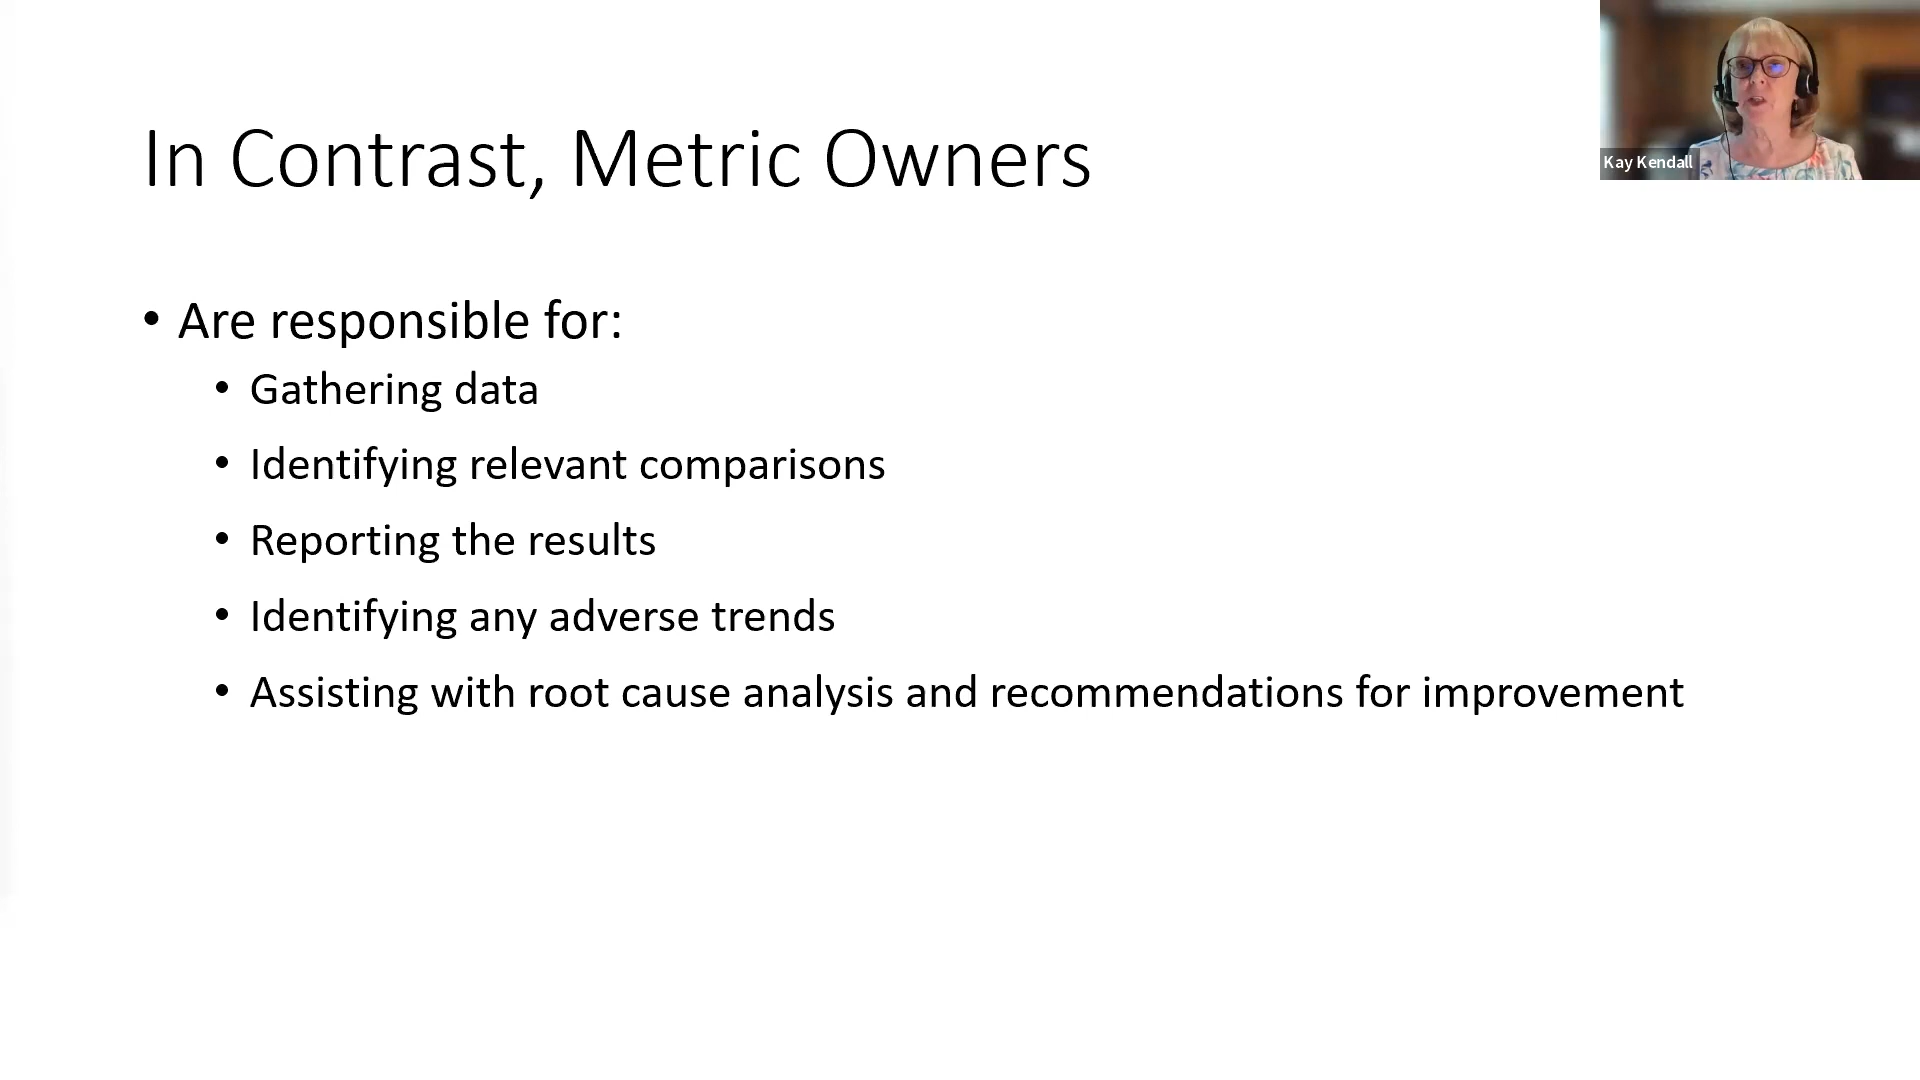 In Contrast, Metric Owners
Kay Kendall
• Are responsible for:
• Gathering data
• Identifying relevant comparisons
• Reporting the results
• Identifying any adverse trends
• Assisting with root cause analysis and recommendations for improvement